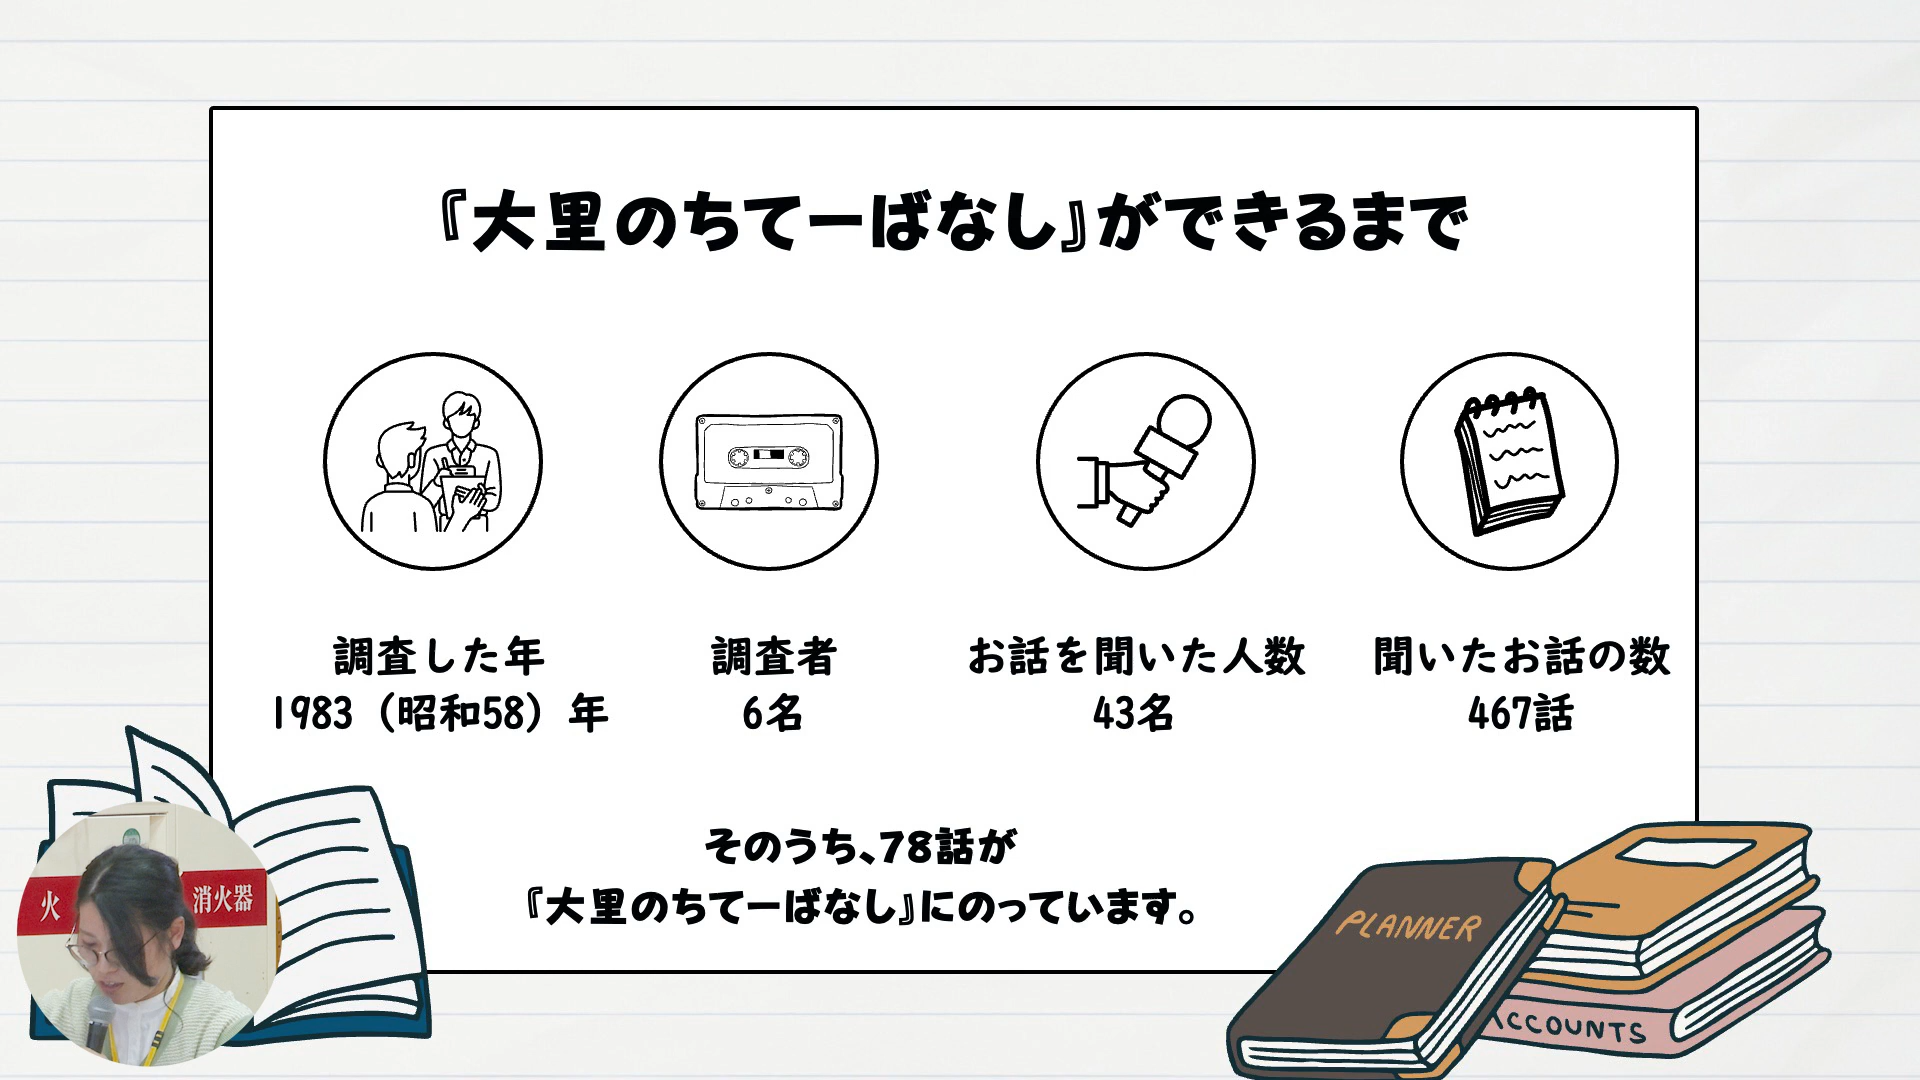 『大里のちてーばなし』ができるまで
調査した年
1983（昭和58）年
調査者
6名
お話を聞いた人数
43名
聞いたお話の数
467話
そのうち、78話が
『大里のちてーばなし』にのっています。
火
消火器
PLANNER
ACCOUNTS